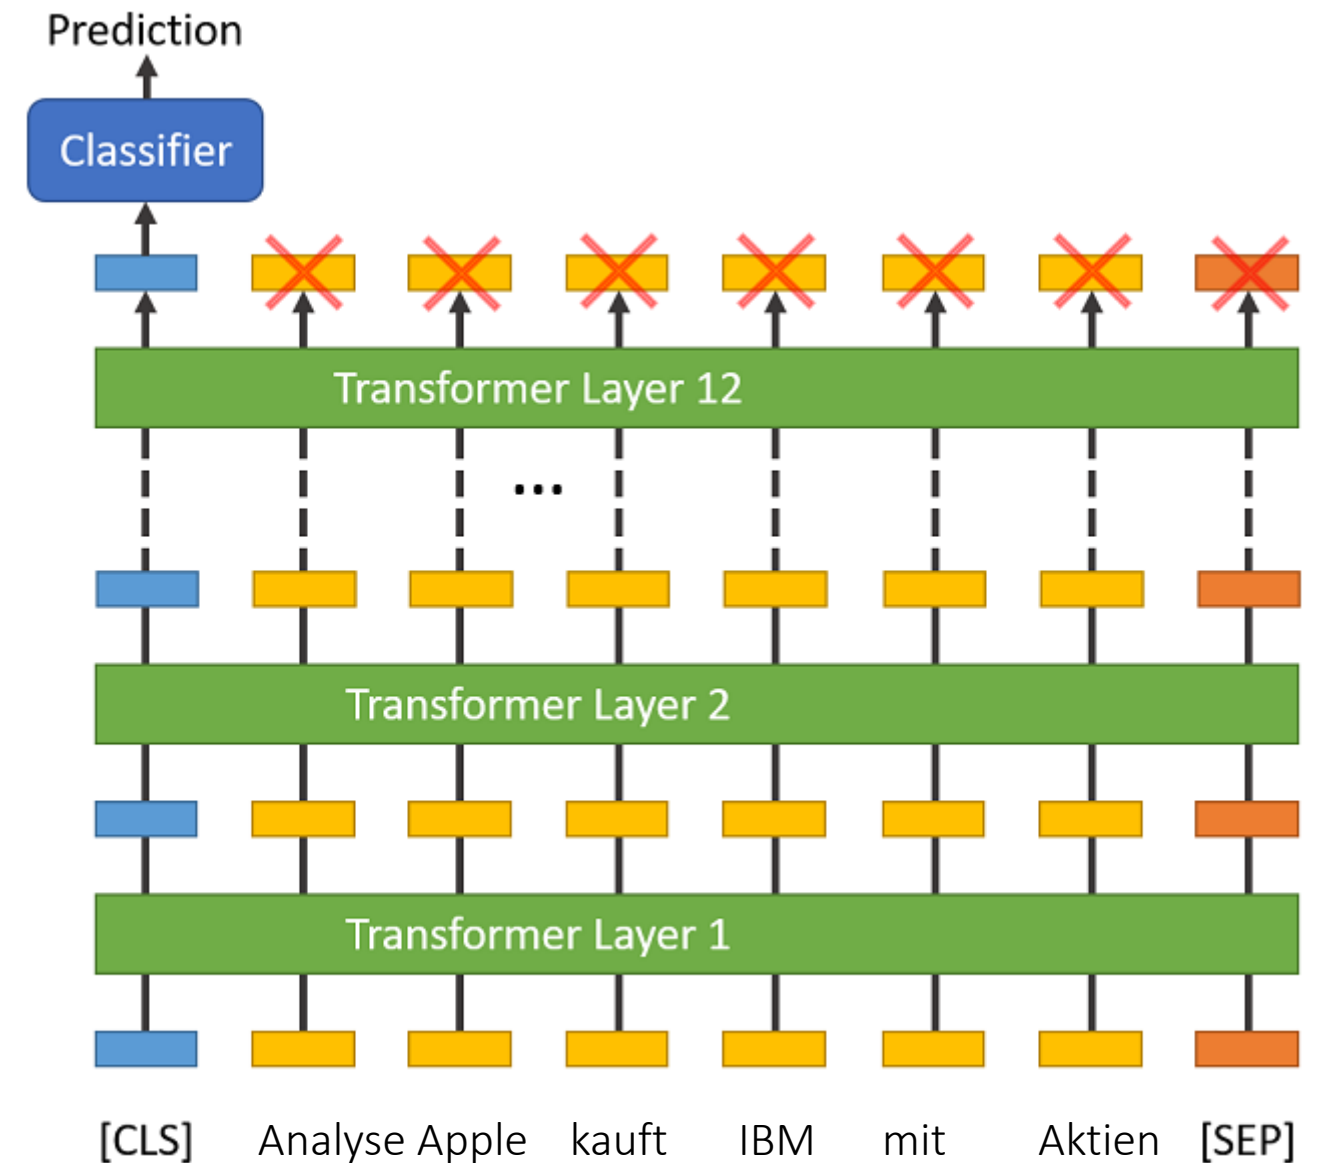 Prediction
Classifier
Transformer Layer 12
...
Transformer Layer 2
Transformer Layer 1
[CLS] Analyse Apple kauft IBM mit Aktien [SEP]